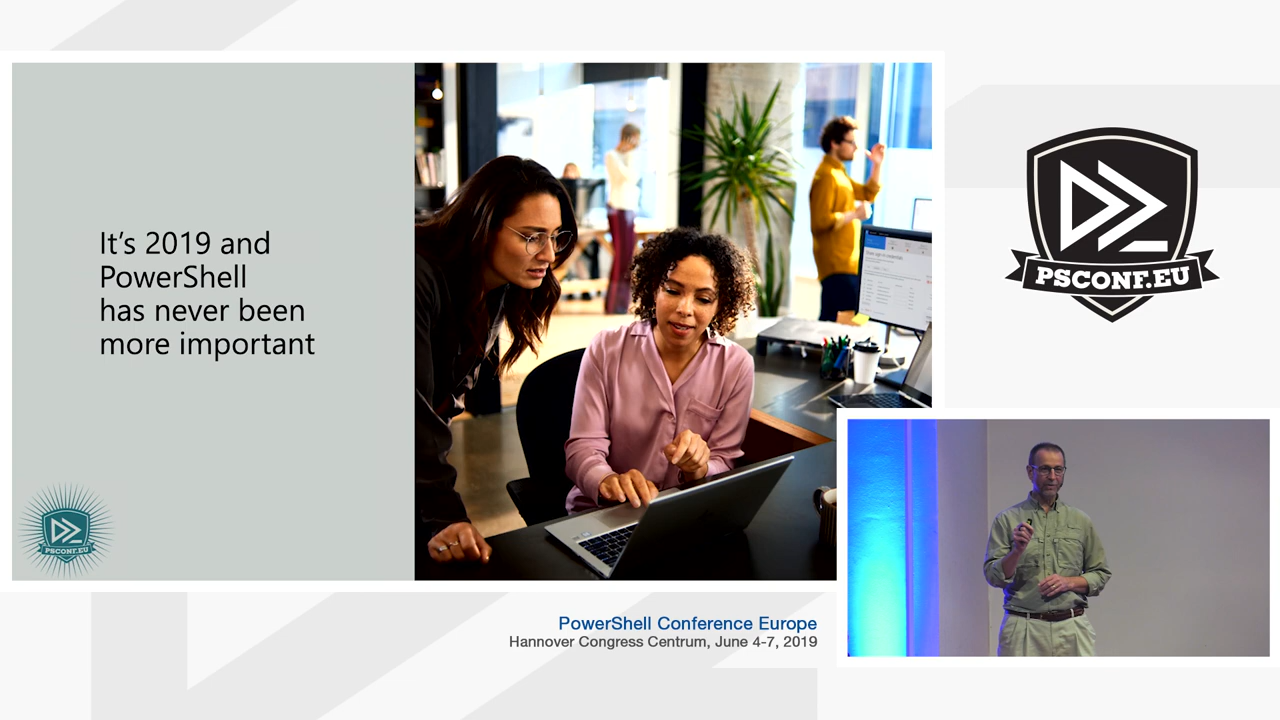 It’s 2019 and
PowerShell
has never been
more important
PSCONF.EU
PSCONF.EU
PowerShell Conference Europe
Hannover Congress Centrum, June 4-7, 2019